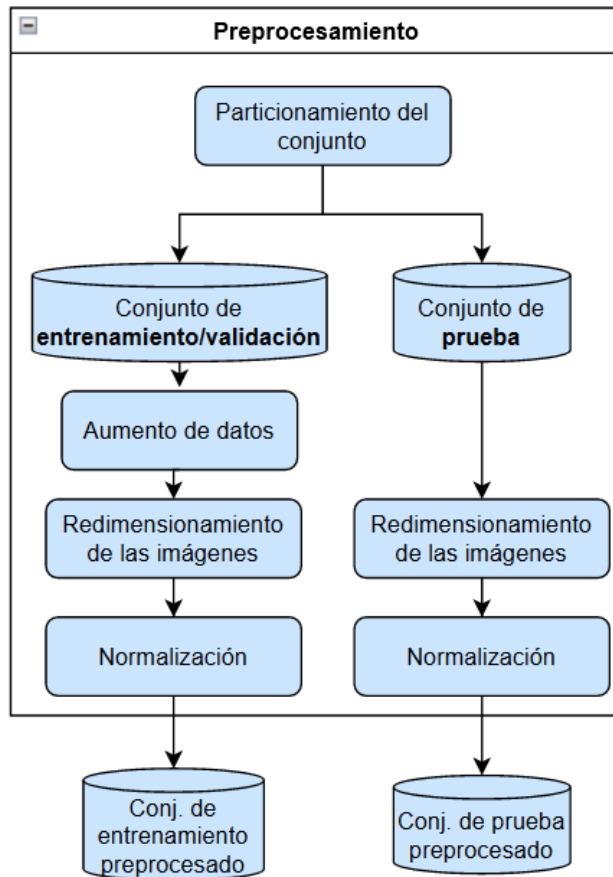 Preprocesamiento
Particionamiento del
conjunto
Conjunto de
entrenamiento/validación
Conjunto de
prueba
Aumento de datos
Redimensionamiento
de las imágenes
Redimensionamiento
de las imágenes
Normalización
Normalización
Conj. de
entrenamiento
preprocesado
Conj. de prueba
preprocesado